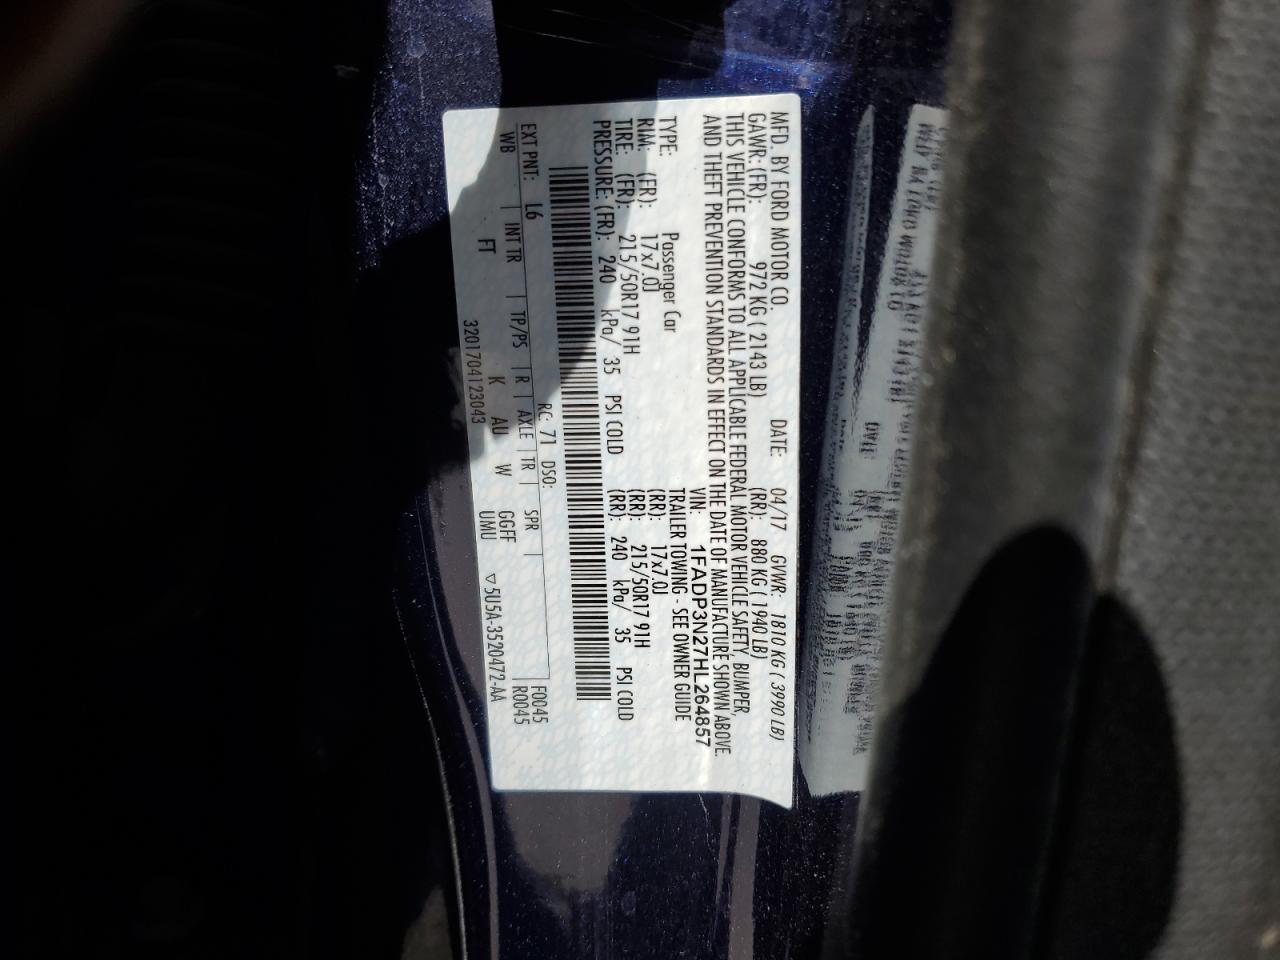 MFD. BY FORD MOTOR CO. DATE: 04/17 GVWR: 1810 KG ( 3990 LB)
GAWR: (FR): 972 KG ( 2143 LB) (RR): 880 KG ( 1940 LB)
THIS VEHICLE CONFORMS TO ALL APPLICABLE FEDERAL MOTOR VEHICLE SAFETY, BUMPER,
AND THEFT PREVENTION STANDARDS IN EFFECT ON THE DATE OF MANUFACTURE SHOWN ABOVE.
VIN: 1FADP3N27HL264857
TYPE: Passenger Car TRAILER TOWING - SEE OWNER GUIDE
RIM: (FR): 17x7.0J (RR): 17x7.0J
TIRE: (FR): 215/50R17 91H (RR): 215/50R17 91H
PRESSURE: (FR): 240 kPa/ 35 PSI COLD (RR): 240 kPa/ 35 PSI COLD
EXT PNT: L6 RC: 71 DSO: F0045
WB | INT TR | TP/PS | R | AXLE | TR | SPR | R0045
FT K AU W GGFF
3201704123043 UMU ▽5U5A-3520472-AA